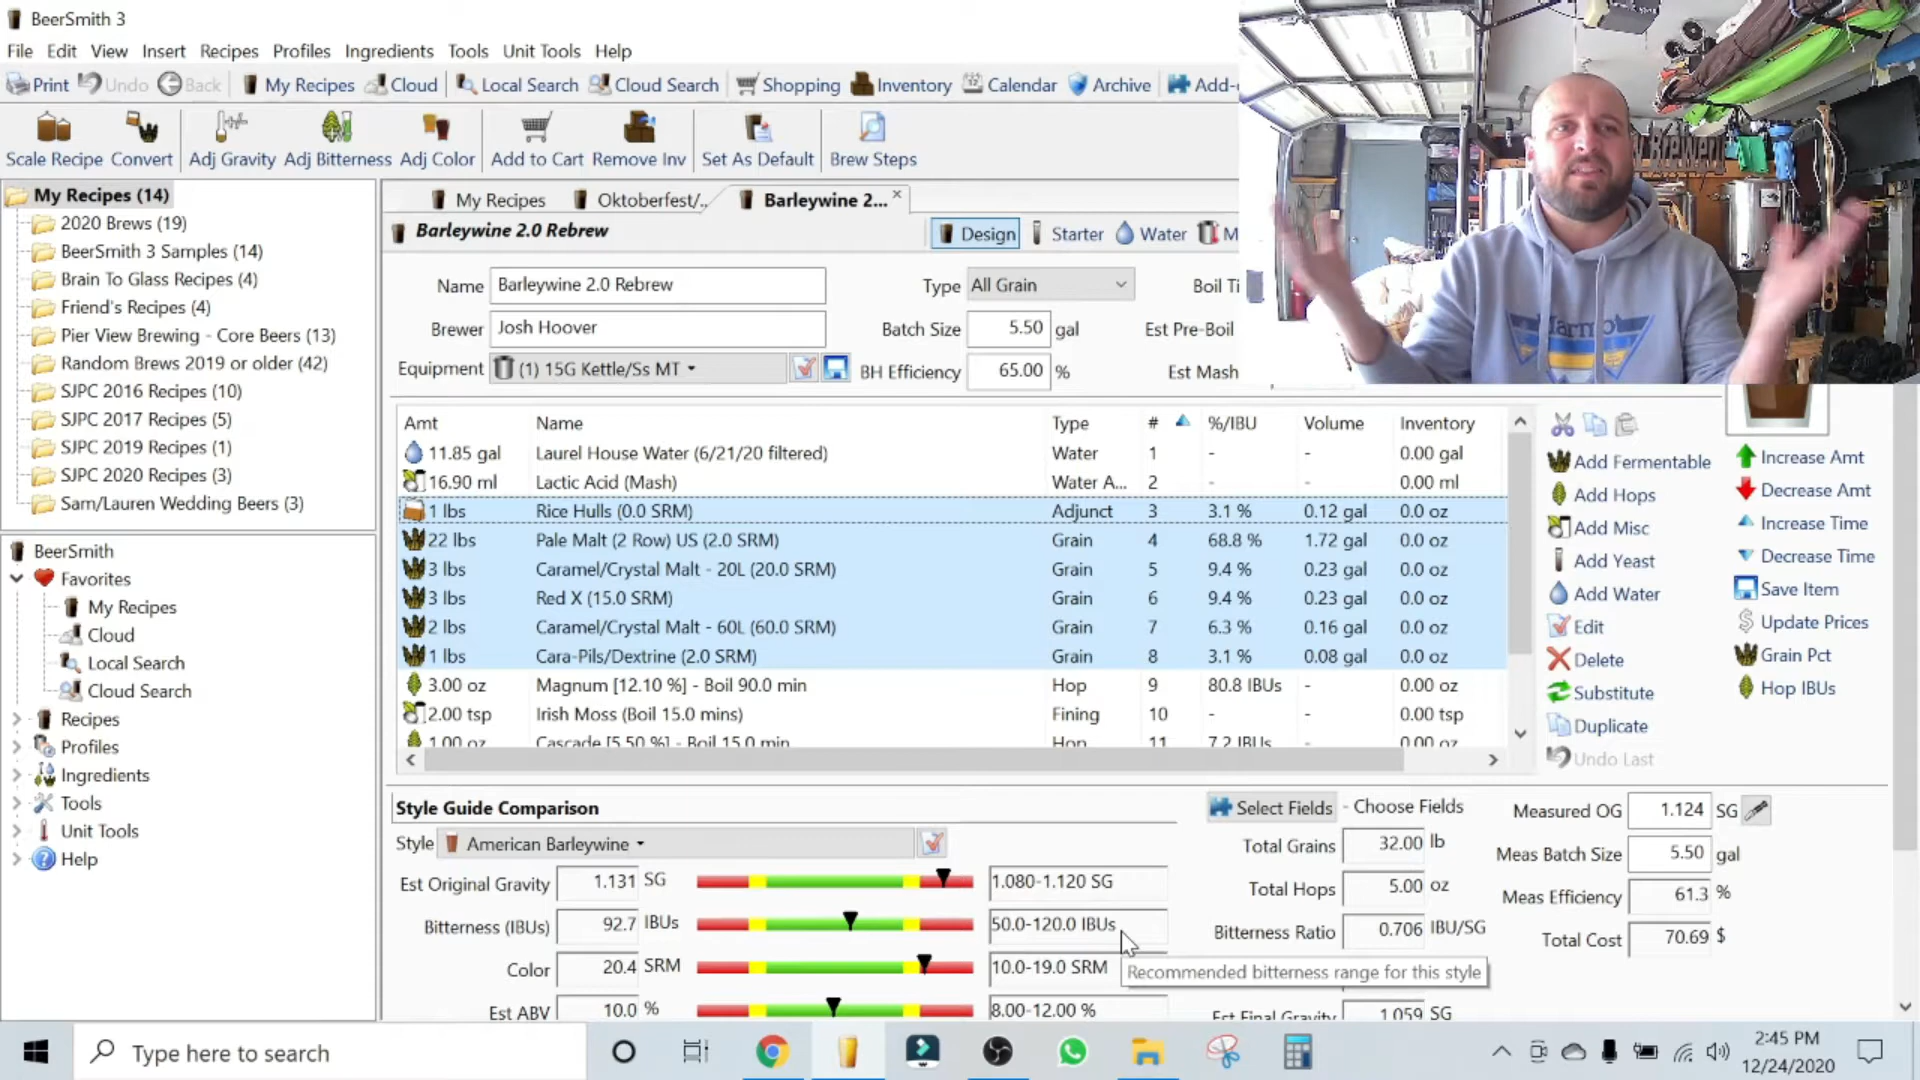 BeerSmith 3
File Edit View Insert Recipes Profiles Ingredients Tools Unit Tools Help
Print Undo Back My Recipes Cloud Local Search Cloud Search Shopping Inventory Calendar Archive Add-
Scale Recipe Convert Adj Gravity Adj Bitterness Adj Color Add to Cart Remove Inv Set As Default Brew Steps
My Recipes (14)
2020 Brews (19)
BeerSmith 3 Samples (14)
Brain To Glass Recipes (4)
Friend's Recipes (4)
Pier View Brewing - Core Beers (13)
Random Brews 2019 or older (42)
SJPC 2016 Recipes (10)
SJPC 2017 Recipes (5)
SJPC 2019 Recipes (1)
SJPC 2020 Recipes (3)
Sam/Lauren Wedding Beers (3)
BeerSmith
Favorites
My Recipes
Cloud
Local Search
Cloud Search
Recipes
Profiles
Ingredients
Tools
Unit Tools
Help
My Recipes Oktoberfest/.. Barleywine 2... ×
Barleywine 2.0 Rebrew Design Starter Water M
Name Barleywine 2.0 Rebrew Type All Grain Boil Ti
Brewer Josh Hoover Batch Size 5.50 gal Est Pre-Boil
Equipment (1) 15G Kettle/Ss MT BH Efficiency 65.00 % Est Mash
Amt Name Type # %/IBU Volume Inventory
11.85 gal Laurel House Water (6/21/20 filtered) Water 1 - - 0.00 gal
16.90 ml Lactic Acid (Mash) Water A... 2 - - 0.00 ml
1 lbs Rice Hulls (0.0 SRM) Adjunct 3 3.1 % 0.12 gal 0.0 oz
22 lbs Pale Malt (2 Row) US (2.0 SRM) Grain 4 68.8 % 1.72 gal 0.0 oz
3 lbs Caramel/Crystal Malt - 20L (20.0 SRM) Grain 5 9.4 % 0.23 gal 0.0 oz
3 lbs Red X (15.0 SRM) Grain 6 9.4 % 0.23 gal 0.0 oz
2 lbs Caramel/Crystal Malt - 60L (60.0 SRM) Grain 7 6.3 % 0.16 gal 0.0 oz
1 lbs Cara-Pils/Dextrine (2.0 SRM) Grain 8 3.1 % 0.08 gal 0.0 oz
3.00 oz Magnum [12.10 %] - Boil 90.0 min Hop 9 80.8 IBUs - 0.00 oz
2.00 tsp Irish Moss (Boil 15.0 mins) Fining 10 - - 0.00 tsp
1.00 oz Cascade [5.50 %] - Boil 15.0 min Hop 11 7.2 IBUs - 0.00 oz
Add Fermentable Increase Amt
Add Hops Decrease Amt
Add Misc Increase Time
Add Yeast Decrease Time
Add Water Save Item
Edit Update Prices
Delete Grain Pct
Substitute Hop IBUs
Duplicate
Undo Last
Style Guide Comparison
Style American Barleywine
Est Original Gravity 1.131 SG 1.080-1.120 SG
Bitterness (IBUs) 92.7 IBUs 50.0-120.0 IBUs
Color 20.4 SRM 10.0-19.0 SRM
Est ABV 10.0 % 8.00-12.00 %
Recommended bitterness range for this style
Select Fields - Choose Fields
Total Grains 32.00 lb
Total Hops 5.00 oz
Bitterness Ratio 0.706 IBU/SG
Est Final Gravity 1.059 SG
Measured OG 1.124 SG
Meas Batch Size 5.50 gal
Meas Efficiency 61.3 %
Total Cost 70.69 $
Type here to search
2:45 PM
12/24/2020